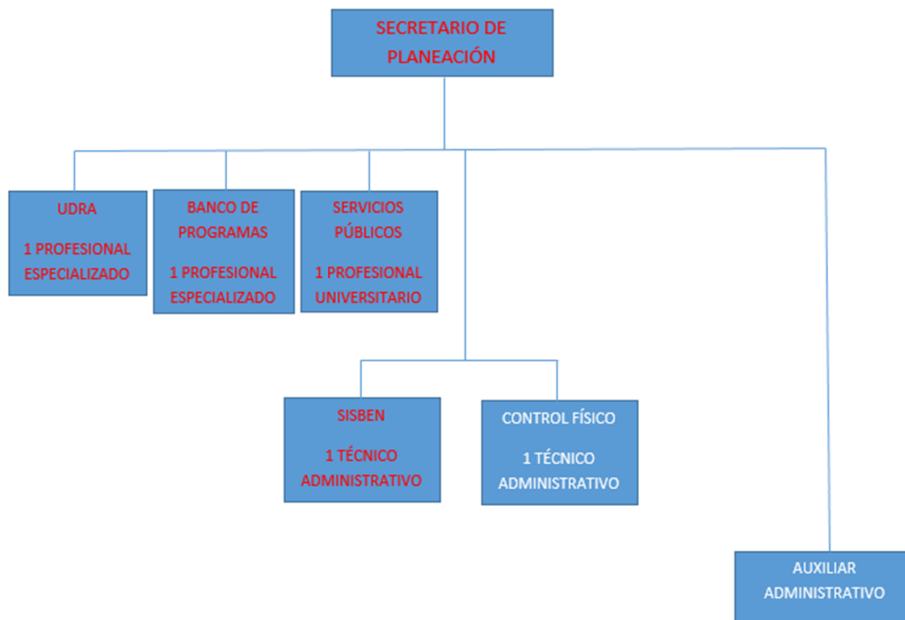 SECRETARIO DE
PLANEACIÓN
UDRA
1 PROFESIONAL
ESPECIALIZADO
BANCO DE
PROGRAMAS
1 PROFESIONAL
ESPECIALIZADO
SERVICIOS
PÚBLICOS
1 PROFESIONAL
UNIVERSITARIO
SISBEN
1 TÉCNICO
ADMINISTRATIVO
CONTROL FÍSICO
1 TÉCNICO
ADMINISTRATIVO
AUXILIAR
ADMINISTRATIVO